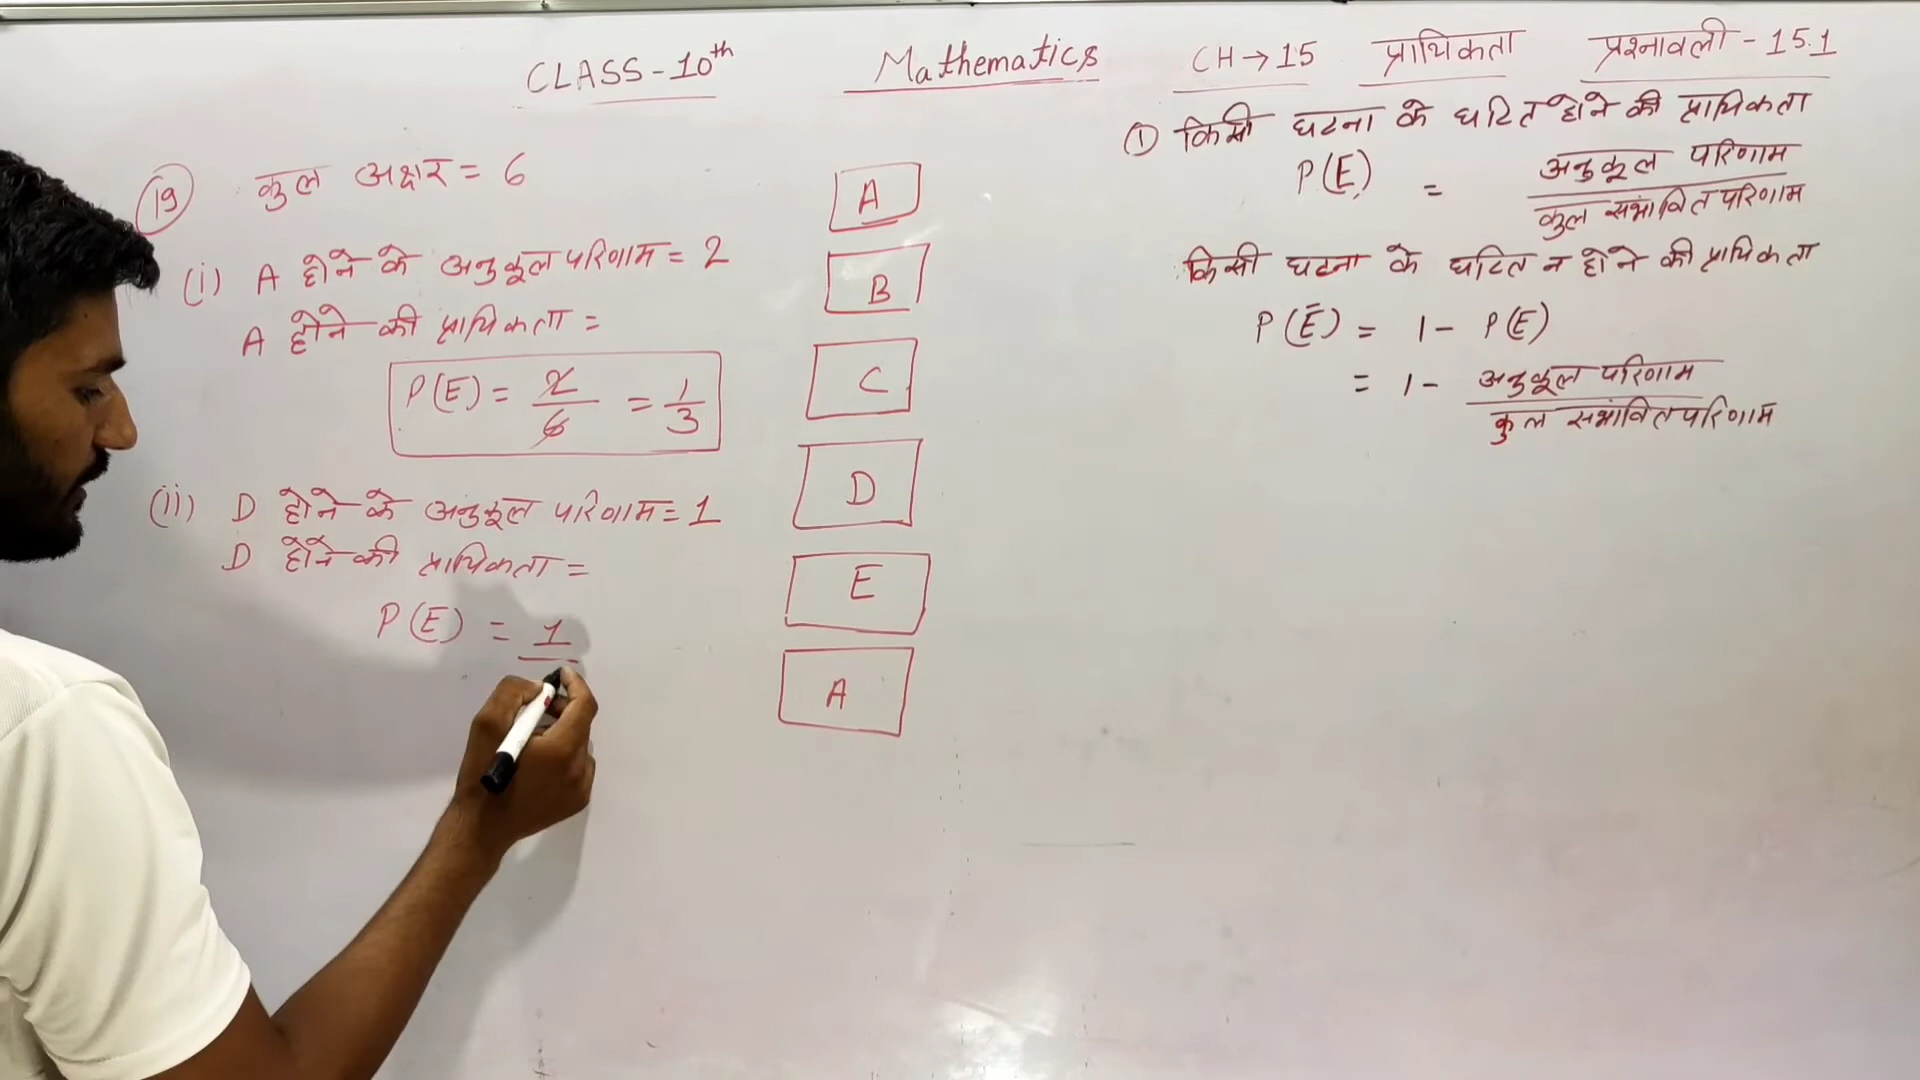 CLASS-10th Mathematics CH→15 प्रायिकता प्रश्नावली-15.1
① किसी घटना के घटित होने की प्रायिकता
P(E) = अनुकूल परिणाम / कुल सभांवित परिणाम
किसी घटना के घटित न होने की प्रायिकता
P(Ē) = 1- P(E)
= 1- अनुकूल परिणाम / कुल सभांवित परिणाम
19 कुल अक्षर = 6
(i) A होने के अनुकूल परिणाम = 2
A होने की प्रायिकता =
P(E) = 2/6 = 1/3
(ii) D होने के अनुकूल परिणाम = 1
D होने की प्रायिकता =
P(E) = 1
A
B
C
D
E
A